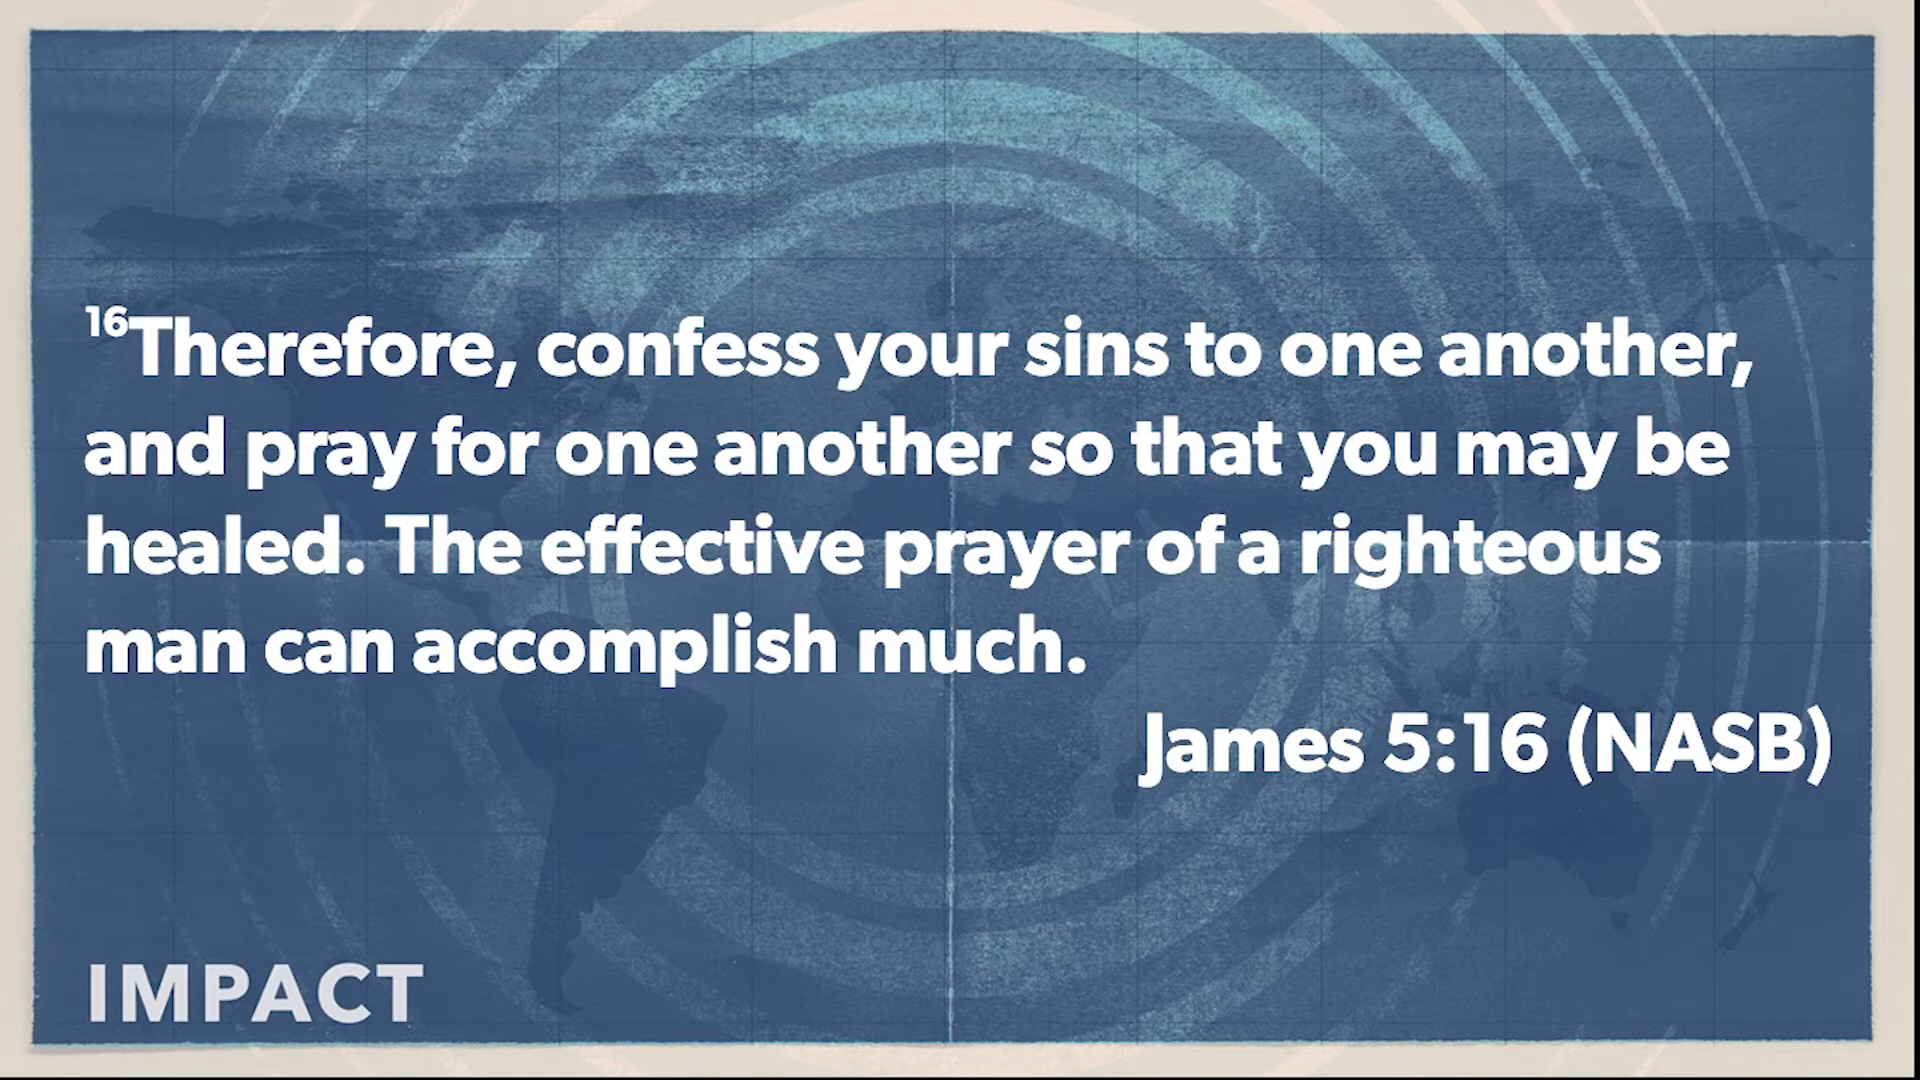 16Therefore, confess your sins to one another,
and pray for one another so that you may be
healed. The effective prayer of a righteous
man can accomplish much.
James 5:16 (NASB)
IMPACT